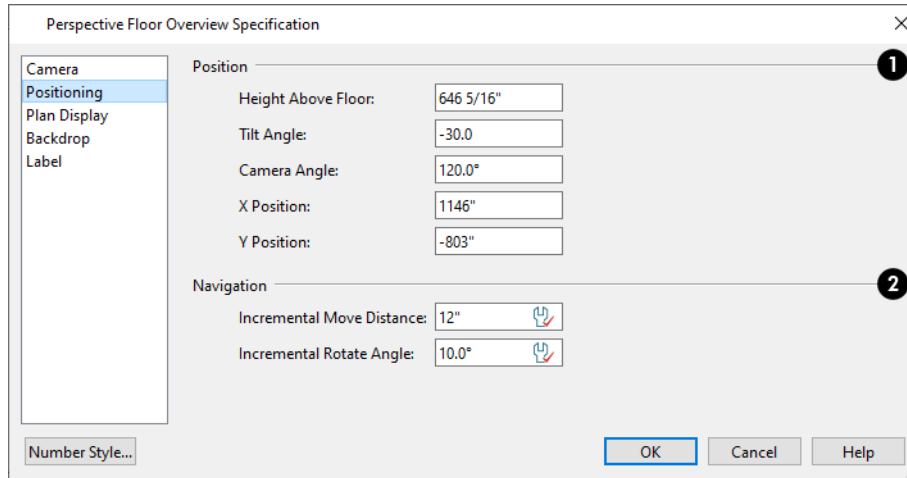 Perspective Floor Overview Specification
Camera
Positioning
Plan Display
Backdrop
Label
Position
1
Height Above Floor: 646 5/16"
Tilt Angle: -30.0
Camera Angle: 120.0°
X Position: 1146"
Y Position: -803"
Navigation
2
Incremental Move Distance: 12"
Incremental Rotate Angle: 10.0°
Number Style...
OK
Cancel
Help